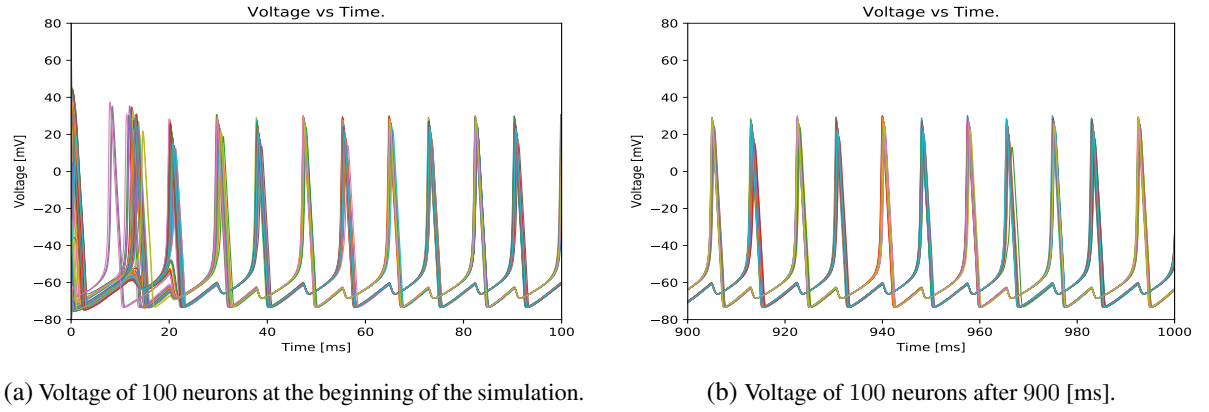 Voltage vs Time.
Voltage [mV]
80
60
40
20
0
−20
−40
−60
−80
0 20 40 60 80 100
Time [ms]
(a) Voltage of 100 neurons at the beginning of the simulation.
Voltage vs Time.
Voltage [mV]
80
60
40
20
0
−20
−40
−60
−80
900 920 940 960 980 1000
Time [ms]
(b) Voltage of 100 neurons after 900 [ms].